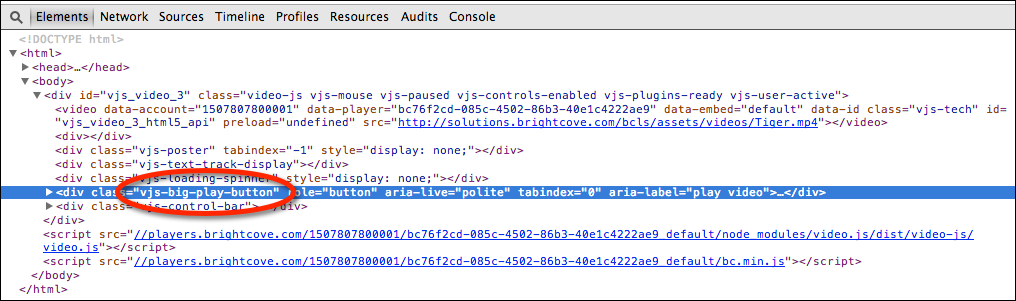 Elements Network Sources Timeline Profiles Resources Audits Console
<!DOCTYPE html>
▼<html>
▶<head>…</head>
▼<body>
▼<div id="vjs_video_3" class="video-js vjs-mouse vjs-paused vjs-controls-enabled vjs-plugins-ready vjs-user-active">
<video data-account="1507807800001" data-player="bc76f2cd-085c-4502-86b3-40e1c4222ae9" data-embed="default" data-id class="vjs-tech" id=
"vjs_video_3_html5_api" preload="undefined" src="http://solutions.brightcove.com/bcls/assets/videos/Tiger.mp4"></video>
<div></div>
<div class="vjs-poster" tabindex="-1" style="display: none;"></div>
<div class="vjs-text-track-display"></div>
<div class="vjs-loading-spinner" style="display: none;"></div>
▶<div class="vjs-big-play-button" role="button" aria-live="polite" tabindex="0" aria-label="play video">…</div>
▶<div class="vjs-control-bar">…</div>
</div>
<script src="//players.brightcove.com/1507807800001/bc76f2cd-085c-4502-86b3-40e1c4222ae9_default/node_modules/video.js/dist/video-js/
video.js"></script>
<script src="//players.brightcove.com/1507807800001/bc76f2cd-085c-4502-86b3-40e1c4222ae9_default/bc.min.js"></script>
</body>
</html>